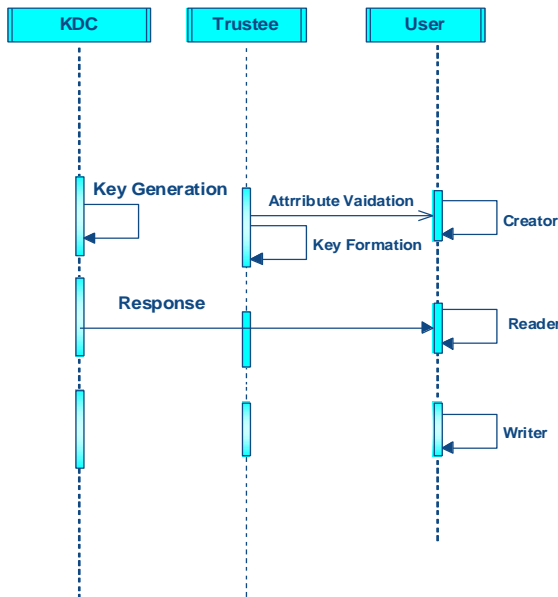 KDC
Trustee
User
Key Generation
Attrribute Vaidation
Creator
Key Formation
Response
Reader
Writer